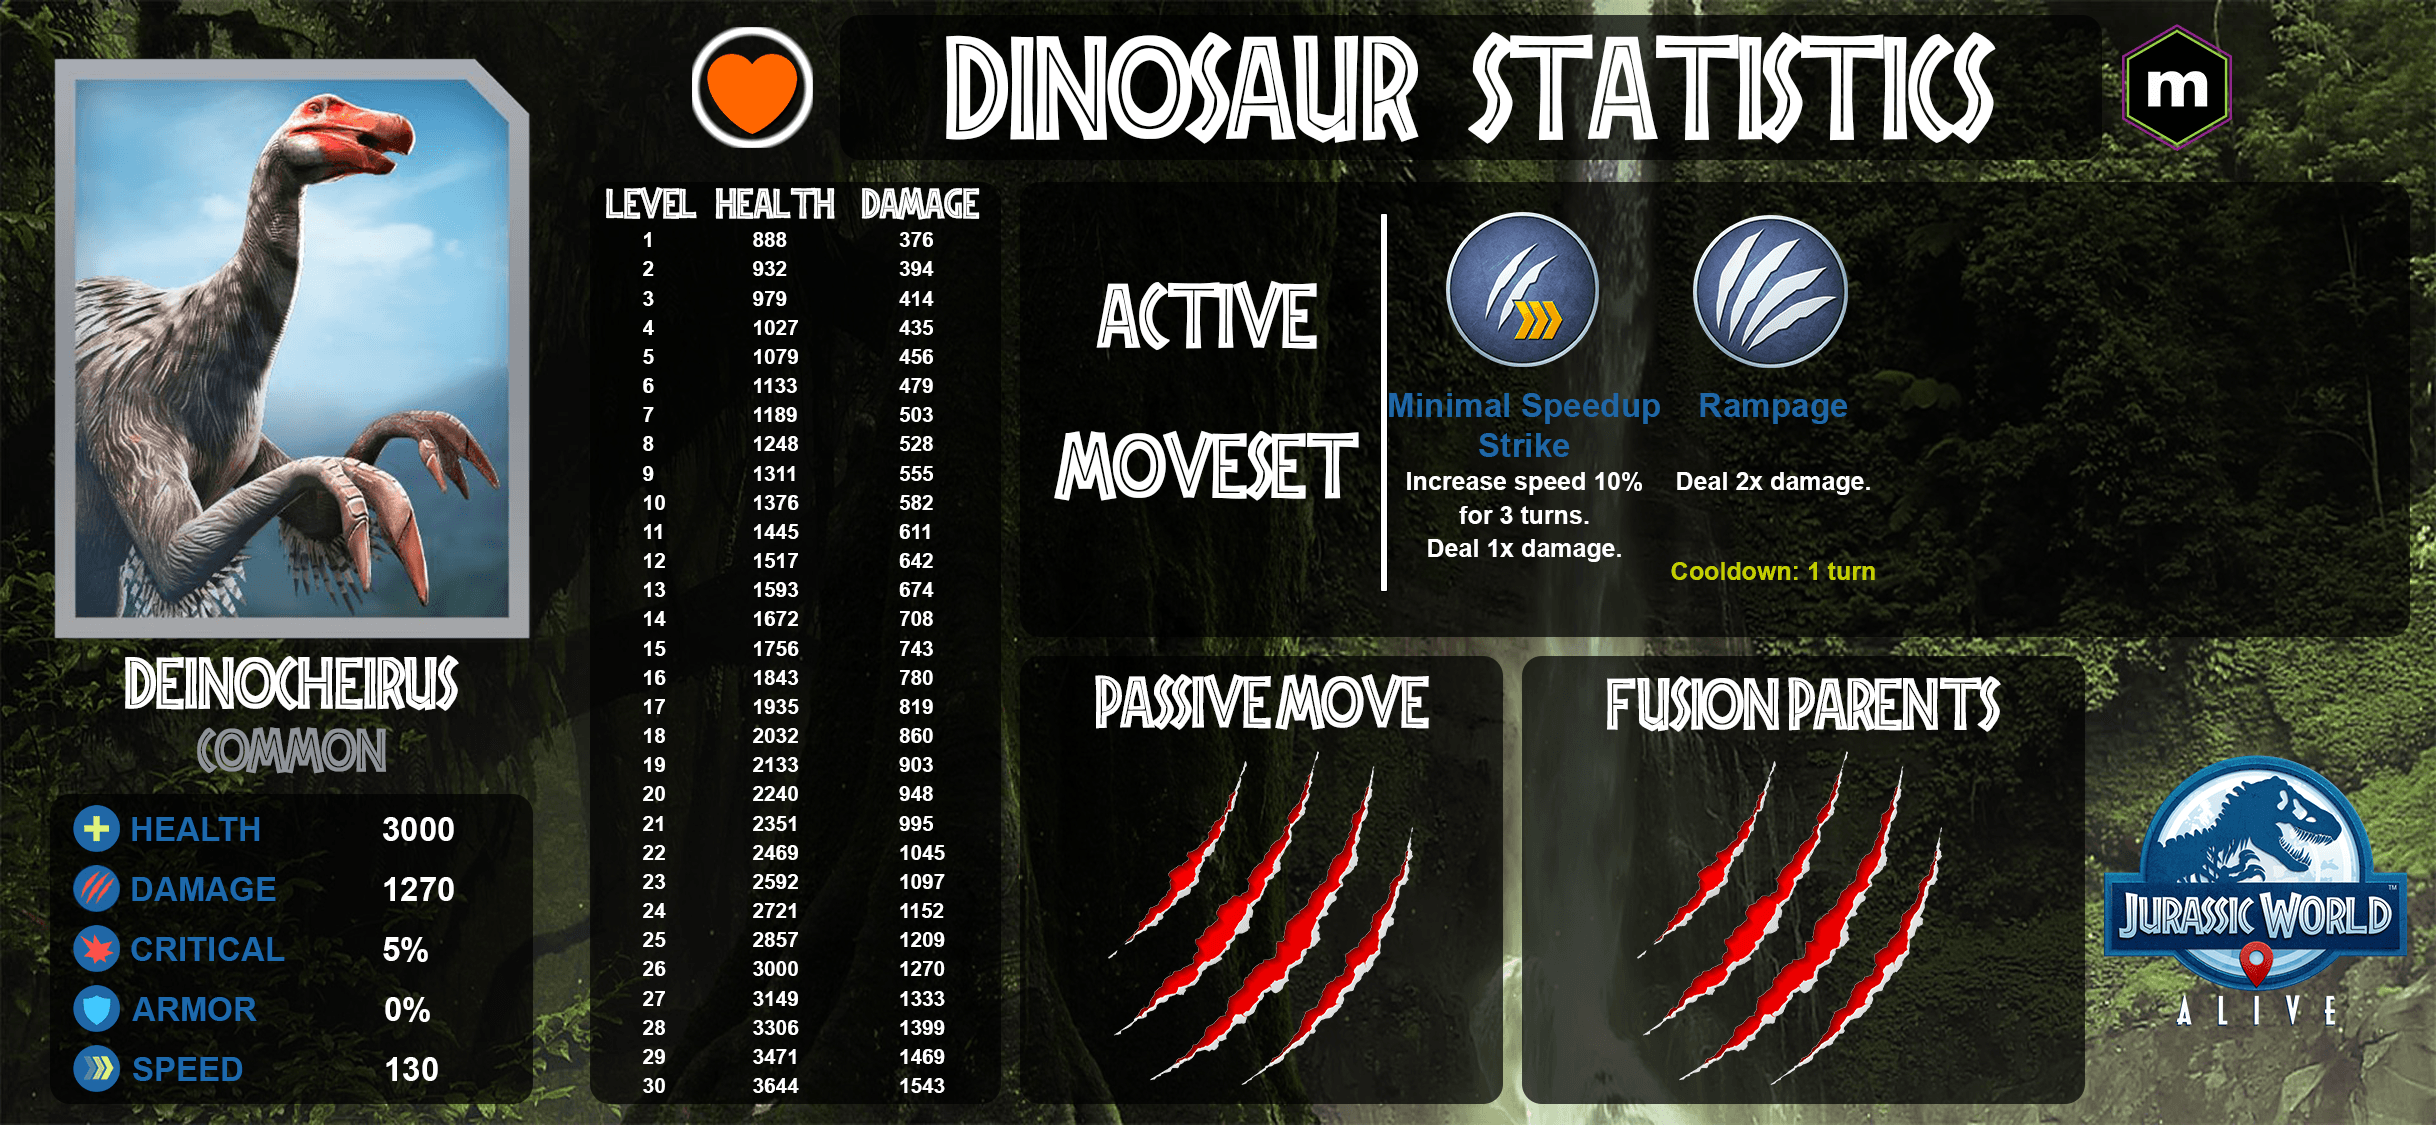 DINOSAUR STATISTICS
m
DEINOCHEIRUS
COMMON
HEALTH 3000
DAMAGE 1270
CRITICAL 5%
ARMOR 0%
SPEED 130
LEVEL HEALTH DAMAGE
1 888 376
2 932 394
3 979 414
4 1027 435
5 1079 456
6 1133 479
7 1189 503
8 1248 528
9 1311 555
10 1376 582
11 1445 611
12 1517 642
13 1593 674
14 1672 708
15 1756 743
16 1843 780
17 1935 819
18 2032 860
19 2133 903
20 2240 948
21 2351 995
22 2469 1045
23 2592 1097
24 2721 1152
25 2857 1209
26 3000 1270
27 3149 1333
28 3306 1399
29 3471 1469
30 3644 1543
ACTIVE
MOVESET
Minimal Speedup
Strike
Increase speed 10%
for 3 turns.
Deal 1x damage.
Rampage
Deal 2x damage.
Cooldown: 1 turn
PASSIVE MOVE
FUSION PARENTS
JURASSIC WORLD™
ALIVE